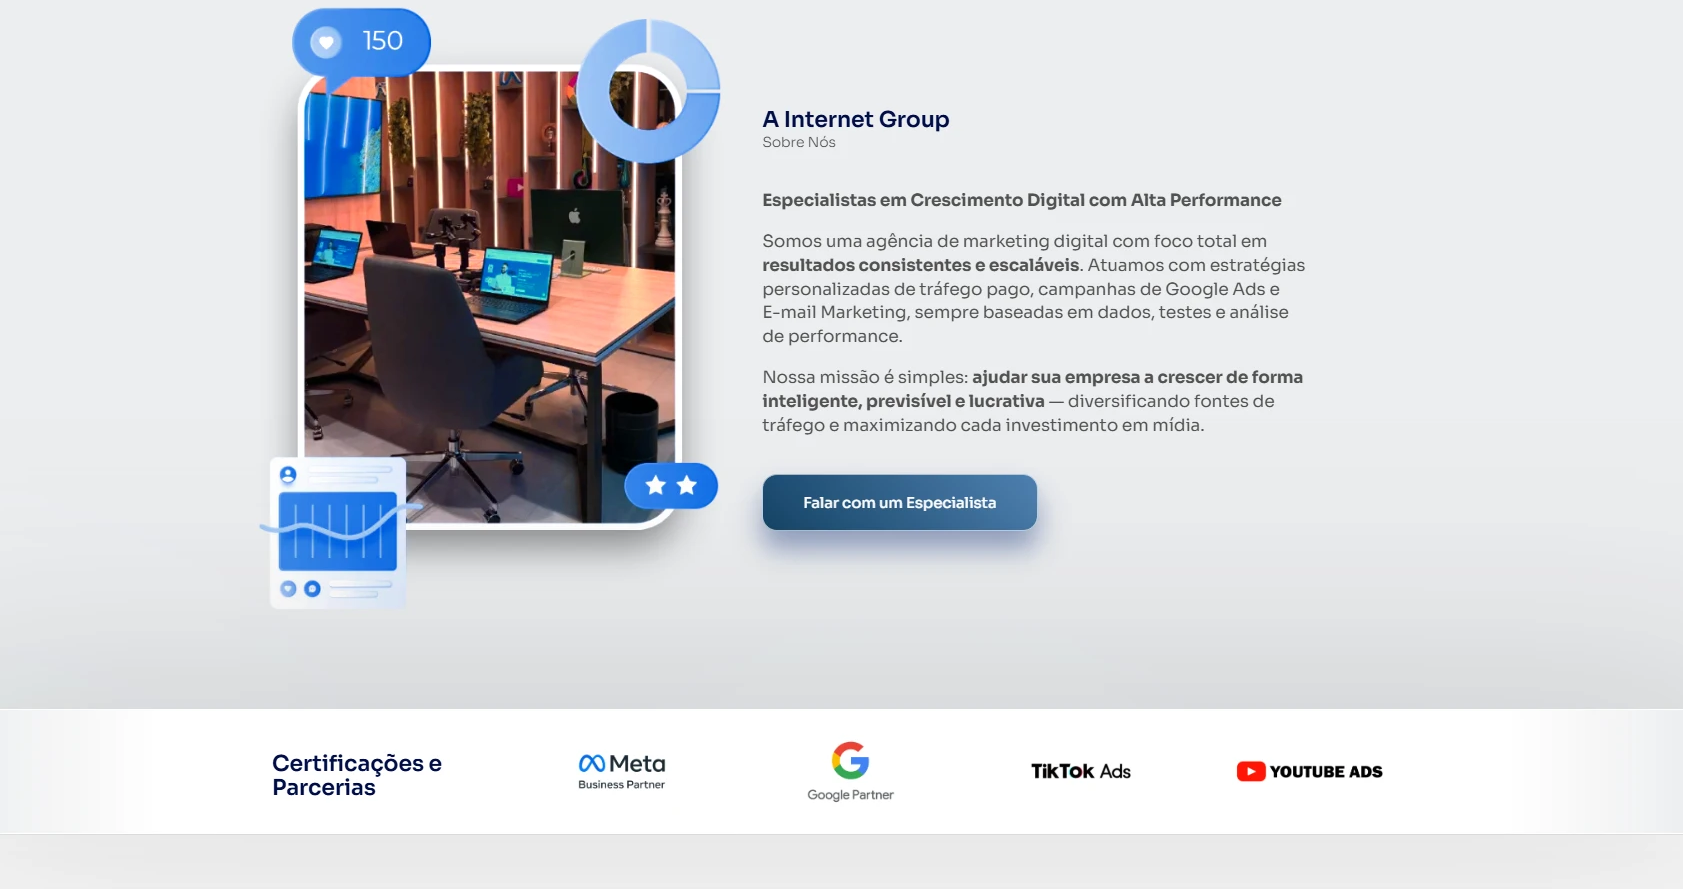 150
A Internet Group
Sobre Nós
Especialistas em Crescimento Digital com Alta Performance
Somos uma agência de marketing digital com foco total em
resultados consistentes e escaláveis. Atuamos com estratégias
personalizadas de tráfego pago, campanhas de Google Ads e
E-mail Marketing, sempre baseadas em dados, testes e análise
de performance.
Nossa missão é simples: ajudar sua empresa a crescer de forma
inteligente, previsível e lucrativa — diversificando fontes de
tráfego e maximizando cada investimento em mídia.
Falar com um Especialista
Certificações e
Parcerias
Meta
Business Partner
Google Partner
TikTok Ads
YOUTUBE ADS